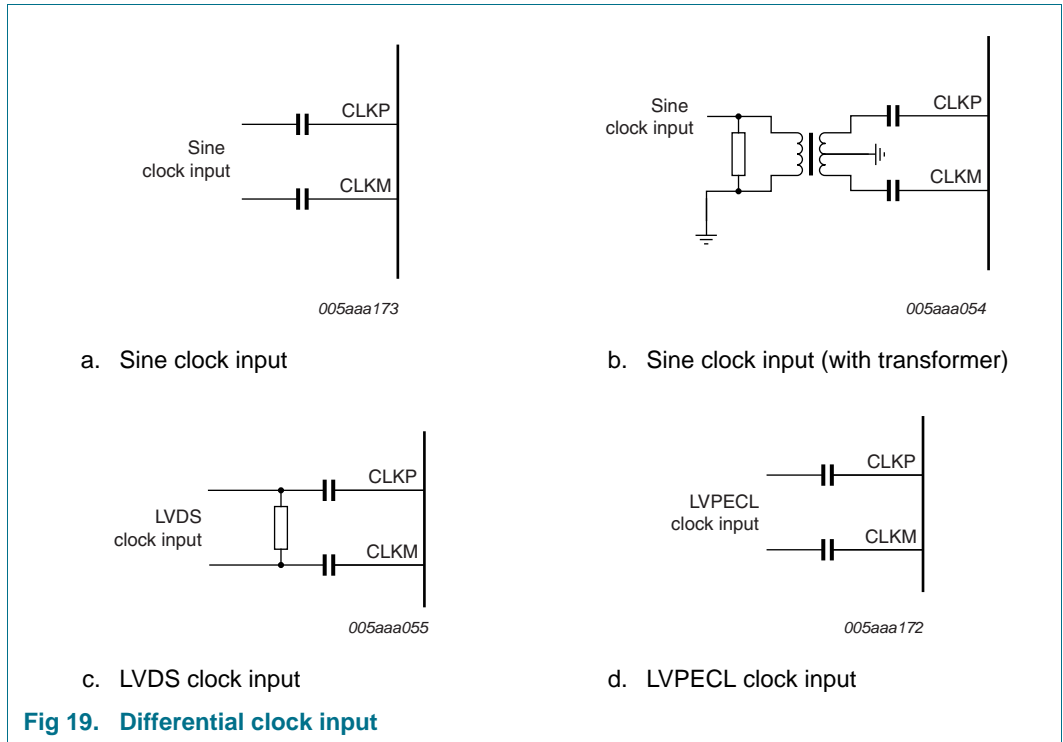 CLKP
Sine
clock input
CLKM
005aaa173
a. Sine clock input
Sine
clock input
CLKP
CLKM
005aaa054
b. Sine clock input (with transformer)
CLKP
LVDS
clock input
CLKM
005aaa055
c. LVDS clock input
CLKP
LVPECL
clock input
CLKM
005aaa172
d. LVPECL clock input
Fig 19. Differential clock input